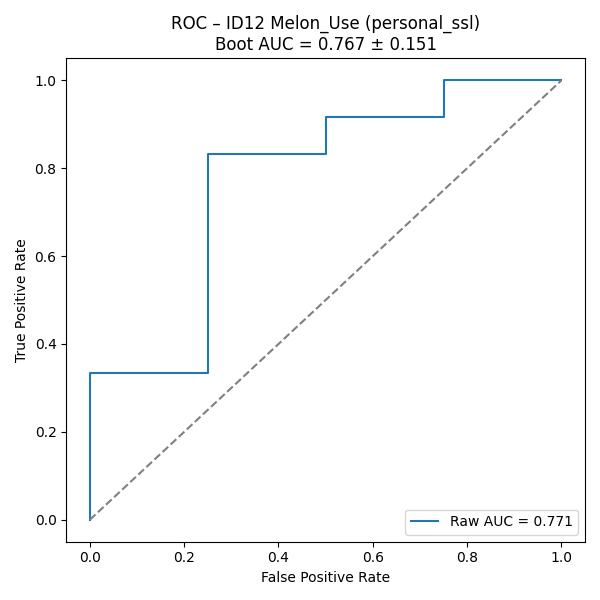 ROC – ID12 Melon_Use (personal_ssl)
Boot AUC = 0.767 ± 0.151
True Positive Rate
1.0
0.8
0.6
0.4
0.2
0.0
Raw AUC = 0.771
0.0 0.2 0.4 0.6 0.8 1.0
False Positive Rate